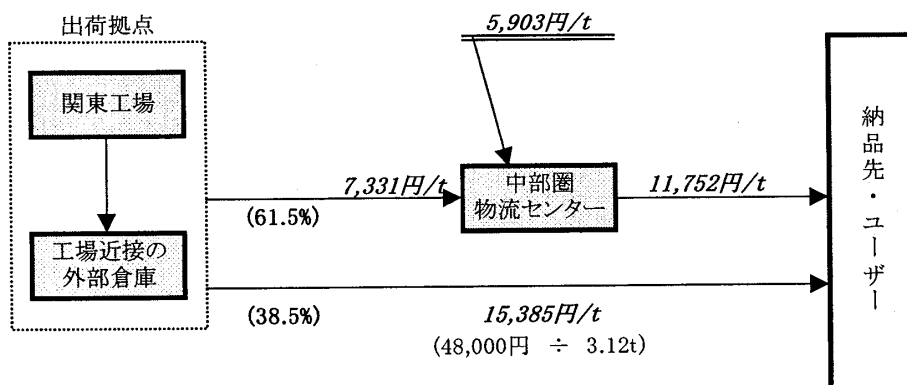 出荷拠点
関東工場
工場近接の
外部倉庫
5,903円/t
7,331円/t
(61.5%)
中部圏
物流センター
11,752円/t
(38.5%)
15,385円/t
(48,000円 ÷ 3.12t)
納品先・ユーザー